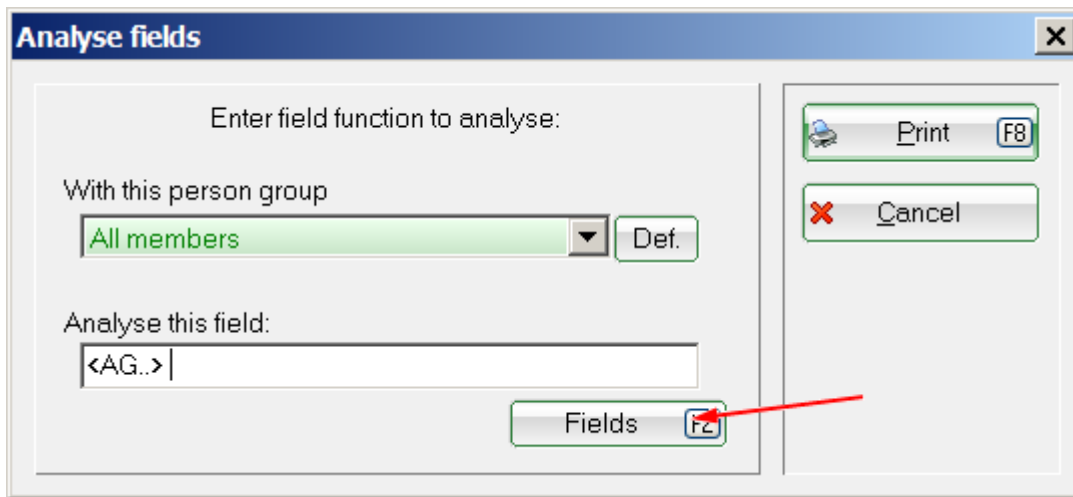 Analyse fields
Enter field function to analyse:
With this person group
All members
Def.
Analyse this field:
<AG..>
Fields F2
Print F8
Cancel